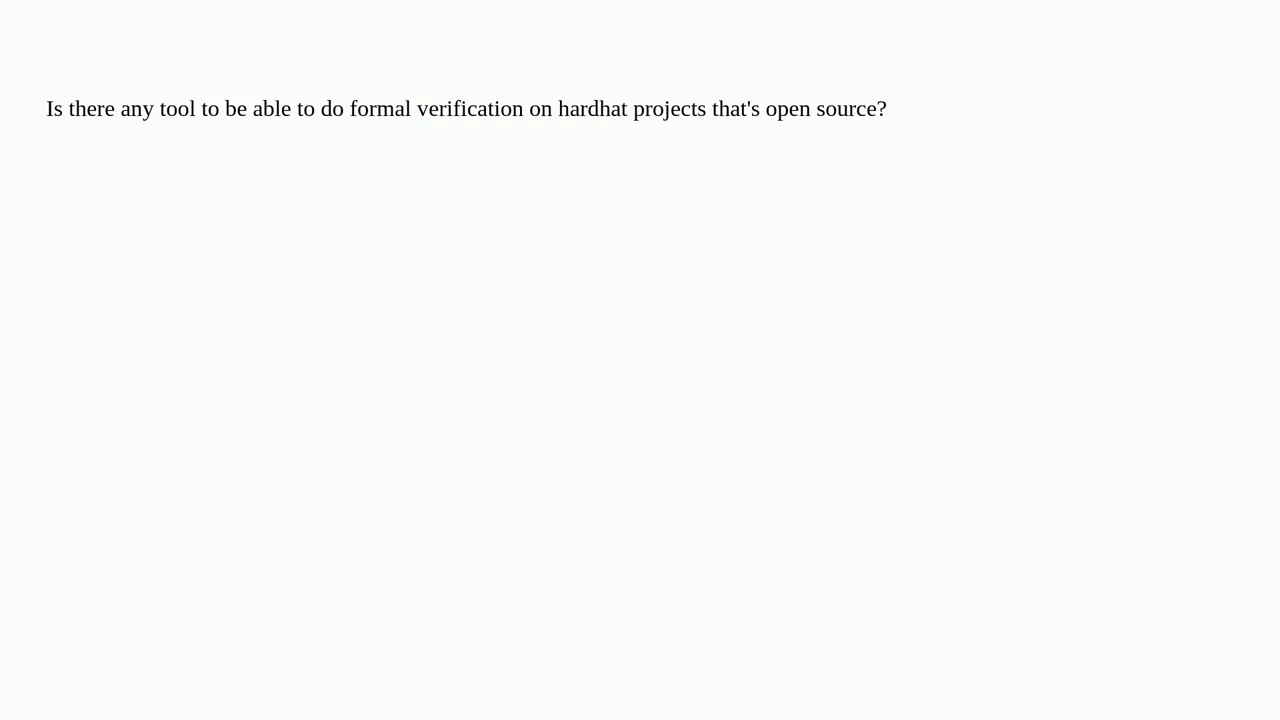 Is there any tool to be able to do formal verification on hardhat projects that's open source?